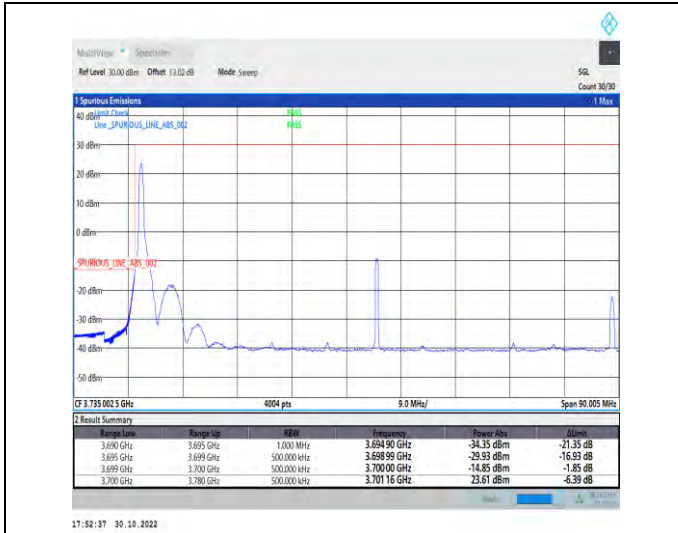 MultiView Spectrum
Ref Level 30.00 dBm Offset 13.02 dB Mode Sweep SGL
Count 30/30
1 Spurious Emissions 1 Max
40 dBm Limit Check PASS
Line _SPURIOUS_LINE_ABS_002 PASS
30 dBm
20 dBm
10 dBm
0 dBm
_SPURIOUS_LINE_ABS_002
-20 dBm
-30 dBm
-40 dBm
-50 dBm
CF 3.735 002 5 GHz 4004 pts 9.0 MHz/ Span 90.005 MHz
2 Result Summary
Range Low Range Up RBW Frequency Power Abs ΔLimit
3.690 GHz 3.695 GHz 1.000 MHz 3.694 90 GHz -34.35 dBm -21.35 dB
3.695 GHz 3.699 GHz 500.000 kHz 3.698 99 GHz -29.93 dBm -16.93 dB
3.699 GHz 3.700 GHz 500.000 kHz 3.700 00 GHz -14.85 dBm -1.85 dB
3.700 GHz 3.780 GHz 500.000 kHz 3.701 16 GHz 23.61 dBm -6.39 dB
17:52:37 30.10.2022